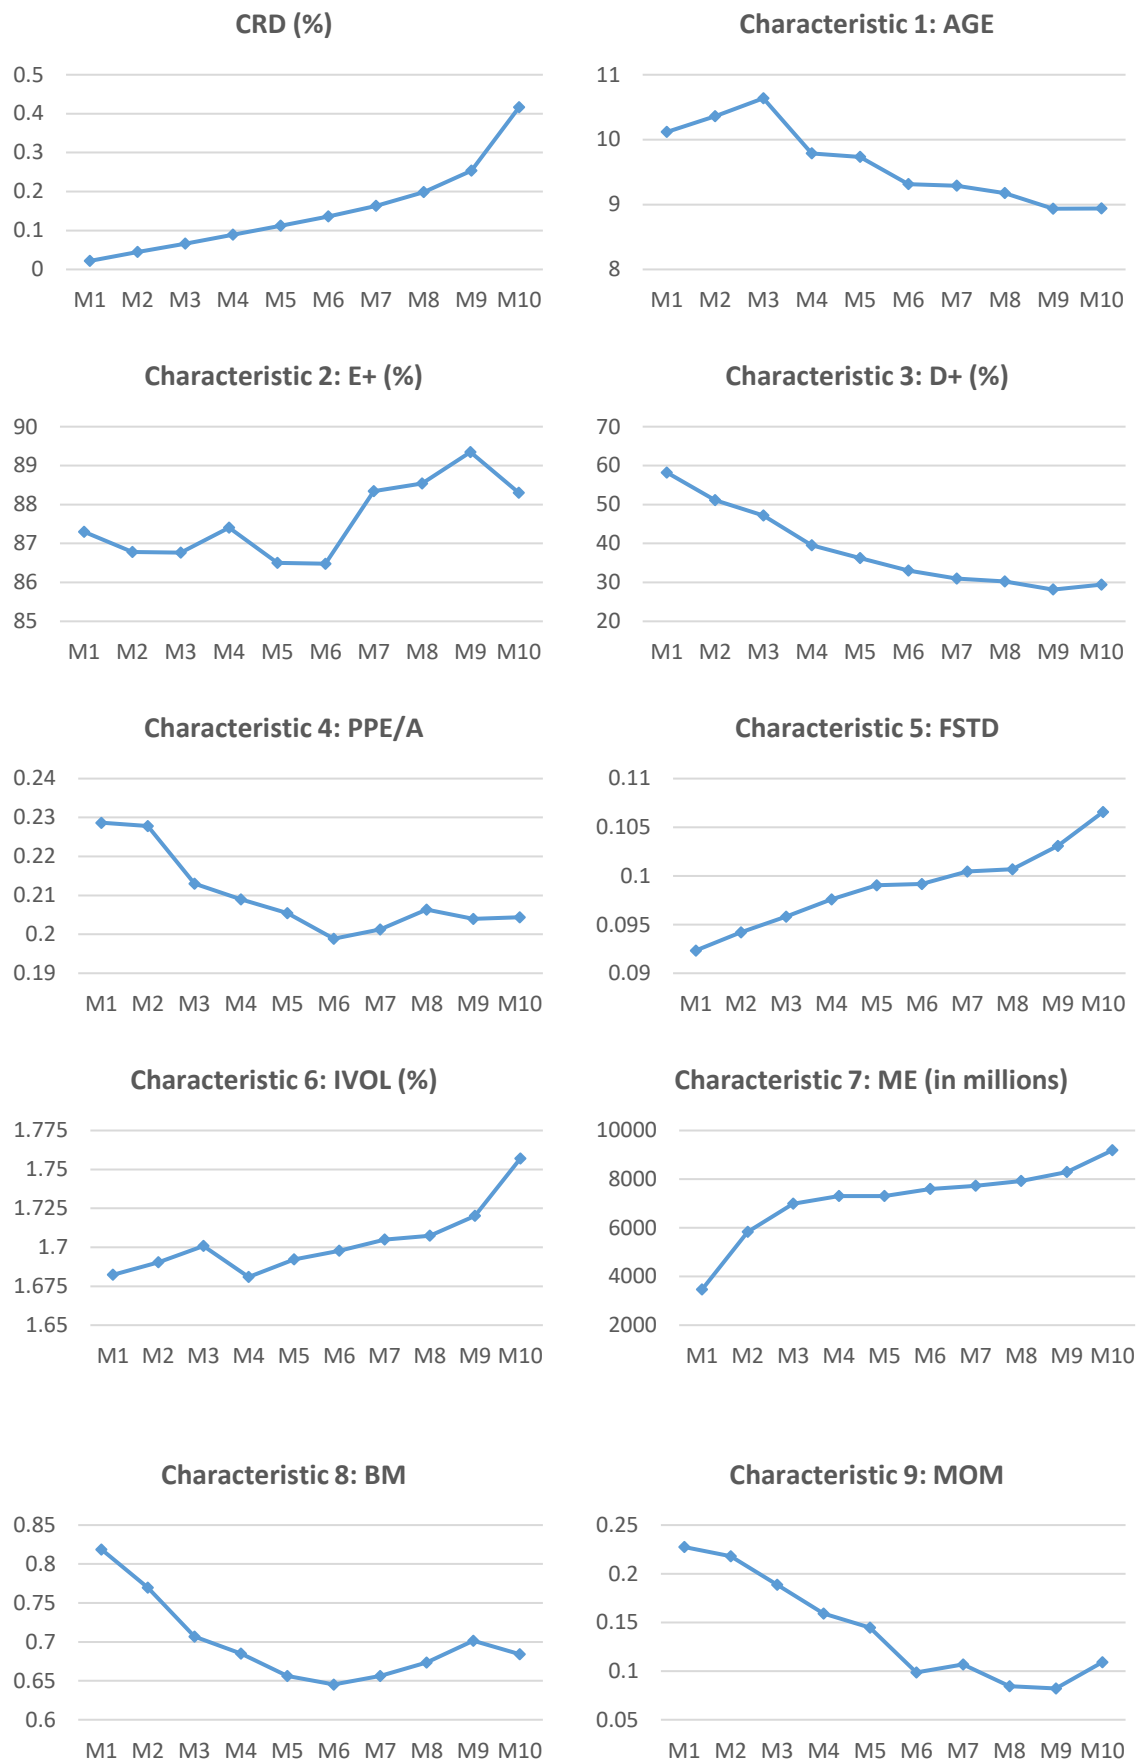 CRD (%)
0.5
0.4
0.3
0.2
0.1
0
M1 M2 M3 M4 M5 M6 M7 M8 M9 M10
Characteristic 1: AGE
11
10
9
8
M1 M2 M3 M4 M5 M6 M7 M8 M9 M10
Characteristic 2: E+ (%)
90
89
88
87
86
85
M1 M2 M3 M4 M5 M6 M7 M8 M9 M10
Characteristic 3: D+ (%)
70
60
50
40
30
20
M1 M2 M3 M4 M5 M6 M7 M8 M9 M10
Characteristic 4: PPE/A
0.24
0.23
0.22
0.21
0.2
0.19
M1 M2 M3 M4 M5 M6 M7 M8 M9 M10
Characteristic 5: FSTD
0.11
0.105
0.1
0.095
0.09
M1 M2 M3 M4 M5 M6 M7 M8 M9 M10
Characteristic 6: IVOL (%)
1.775
1.75
1.725
1.7
1.675
1.65
M1 M2 M3 M4 M5 M6 M7 M8 M9 M10
Characteristic 7: ME (in millions)
10000
8000
6000
4000
2000
M1 M2 M3 M4 M5 M6 M7 M8 M9 M10
Characteristic 8: BM
0.85
0.8
0.75
0.7
0.65
0.6
M1 M2 M3 M4 M5 M6 M7 M8 M9 M10
Characteristic 9: MOM
0.25
0.2
0.15
0.1
0.05
M1 M2 M3 M4 M5 M6 M7 M8 M9 M10